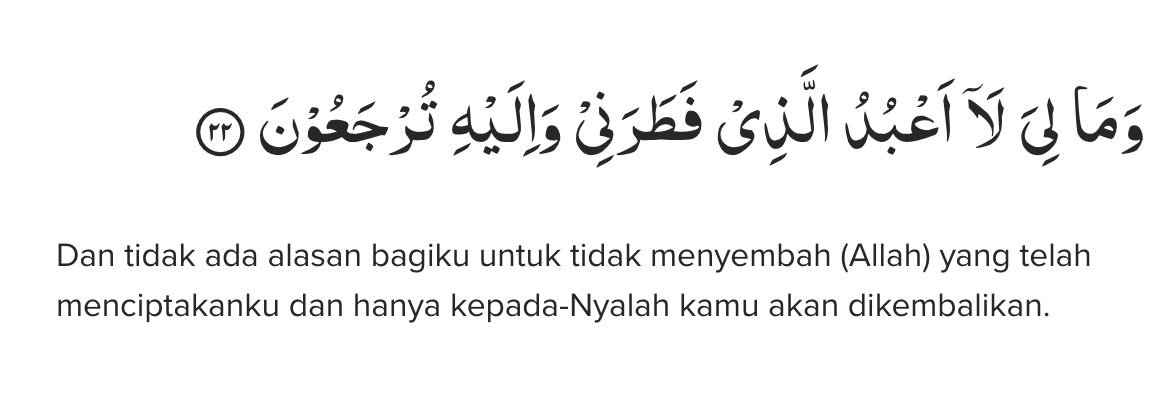 وَمَا لِيَ لَآ اَعْبُدُ الَّذِيْ فَطَرَنِيْ وَاِلَيْهِ تُرْجَعُوْنَ ٢٢
Dan tidak ada alasan bagiku untuk tidak menyembah (Allah) yang telah
menciptakanku dan hanya kepada-Nyalah kamu akan dikembalikan.